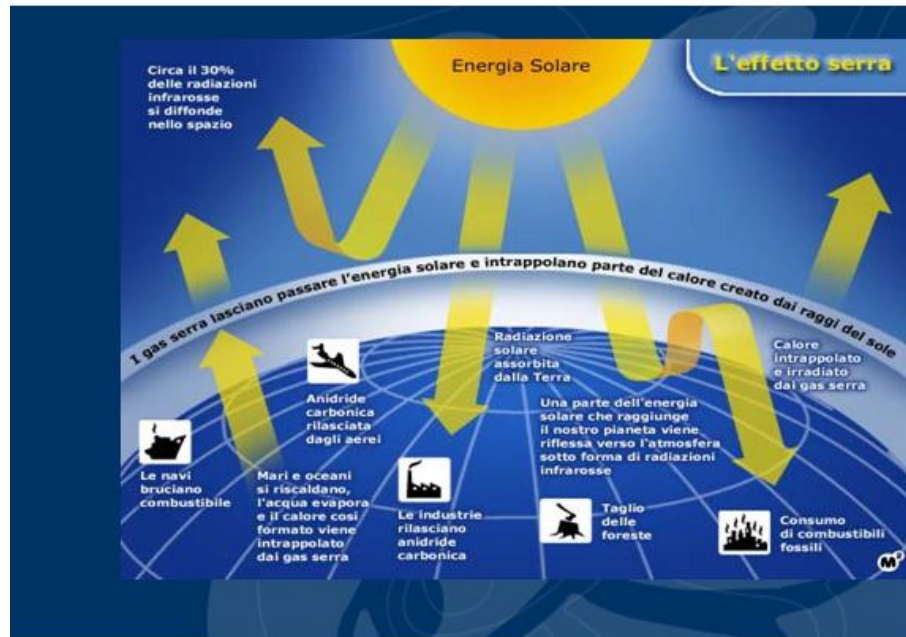 L'effetto serra
Energia Solare
Circa il 30%
delle radiazioni
infrarosse
si diffonde
nello spazio
I gas serra lasciano passare l'energia solare e intrappolano parte del calore creato dai raggi del sole
Radiazione
solare
assorbita
dalla Terra
Calore
intrappolato
e irradiato
dai gas serra
Anidride
carbonica
rilasciata
dagli aerei
Una parte dell'energia
solare che raggiunge
il nostro pianeta viene
riflessa verso l'atmosfera
sotto forma di radiazioni
infrarosse
Le navi
bruciano
combustibile
Mari e oceani
si riscaldano,
l'acqua evapora
e il calore cosi
formato viene
intrappolato
dai gas serra
Le industrie
rilasciano
anidride
carbonica
Taglio
delle
foreste
Consumo
di combustibili
fossili